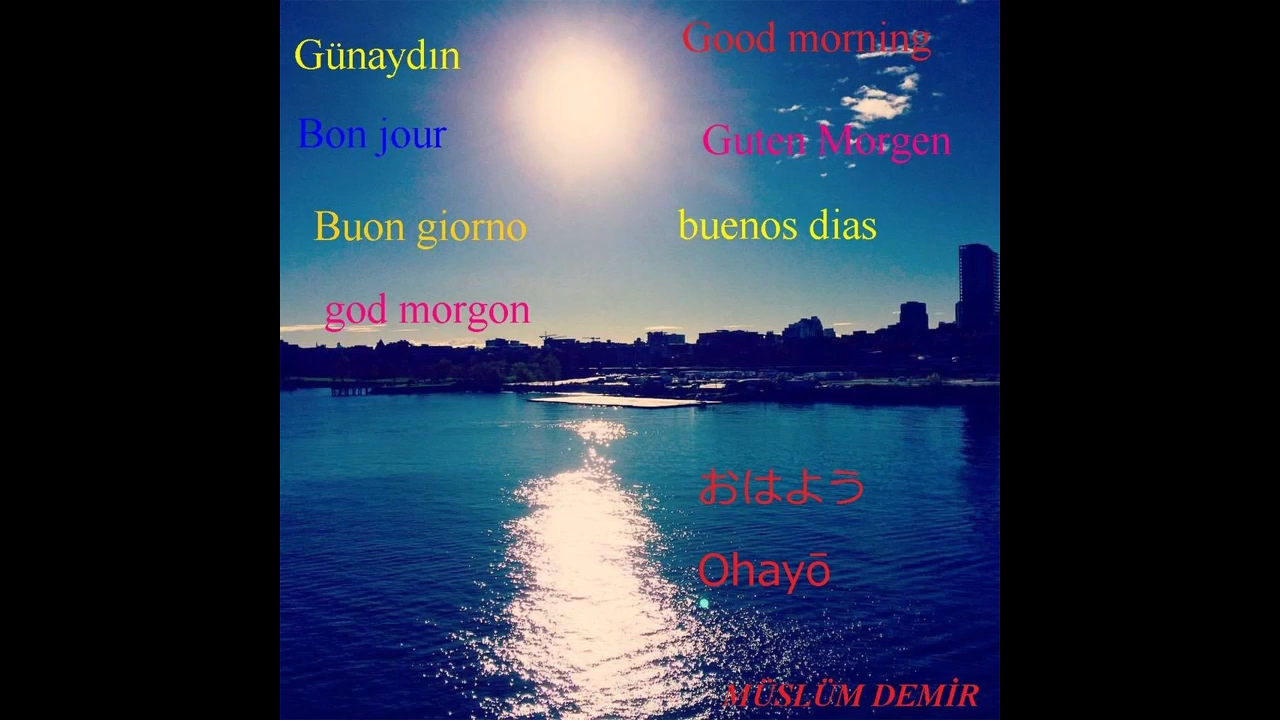 Günaydın
Good morning
Bon jour
Guten Morgen
Buon giorno
buenos dias
god morgon
おはよう
Ohayō
MÜSLÜM DEMİR